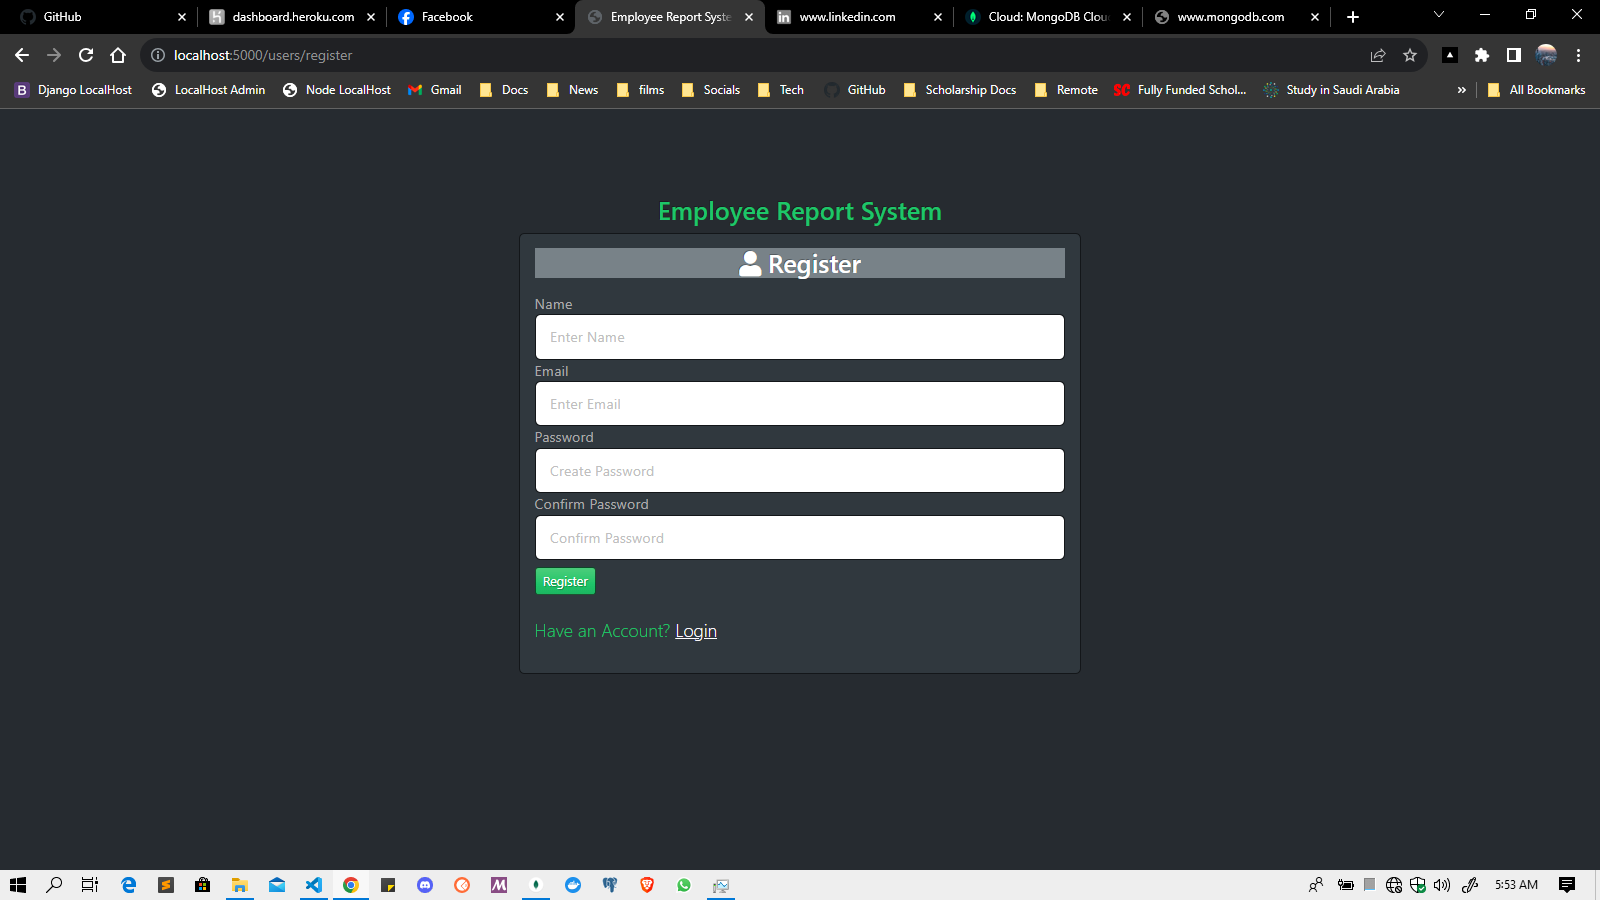 GitHub
dashboard.heroku.com
Facebook
Employee Report Syste
www.linkedin.com
Cloud: MongoDB Clou
www.mongodb.com
localhost:5000/users/register
Django LocalHost
LocalHost Admin
Node LocalHost
Gmail
Docs
News
films
Socials
Tech
GitHub
Scholarship Docs
Remote
SC Fully Funded Schol...
Study in Saudi Arabia
»
All Bookmarks
Employee Report System
Register
Name
Enter Name
Email
Enter Email
Password
Create Password
Confirm Password
Confirm Password
Register
Have an Account? Login
5:53 AM